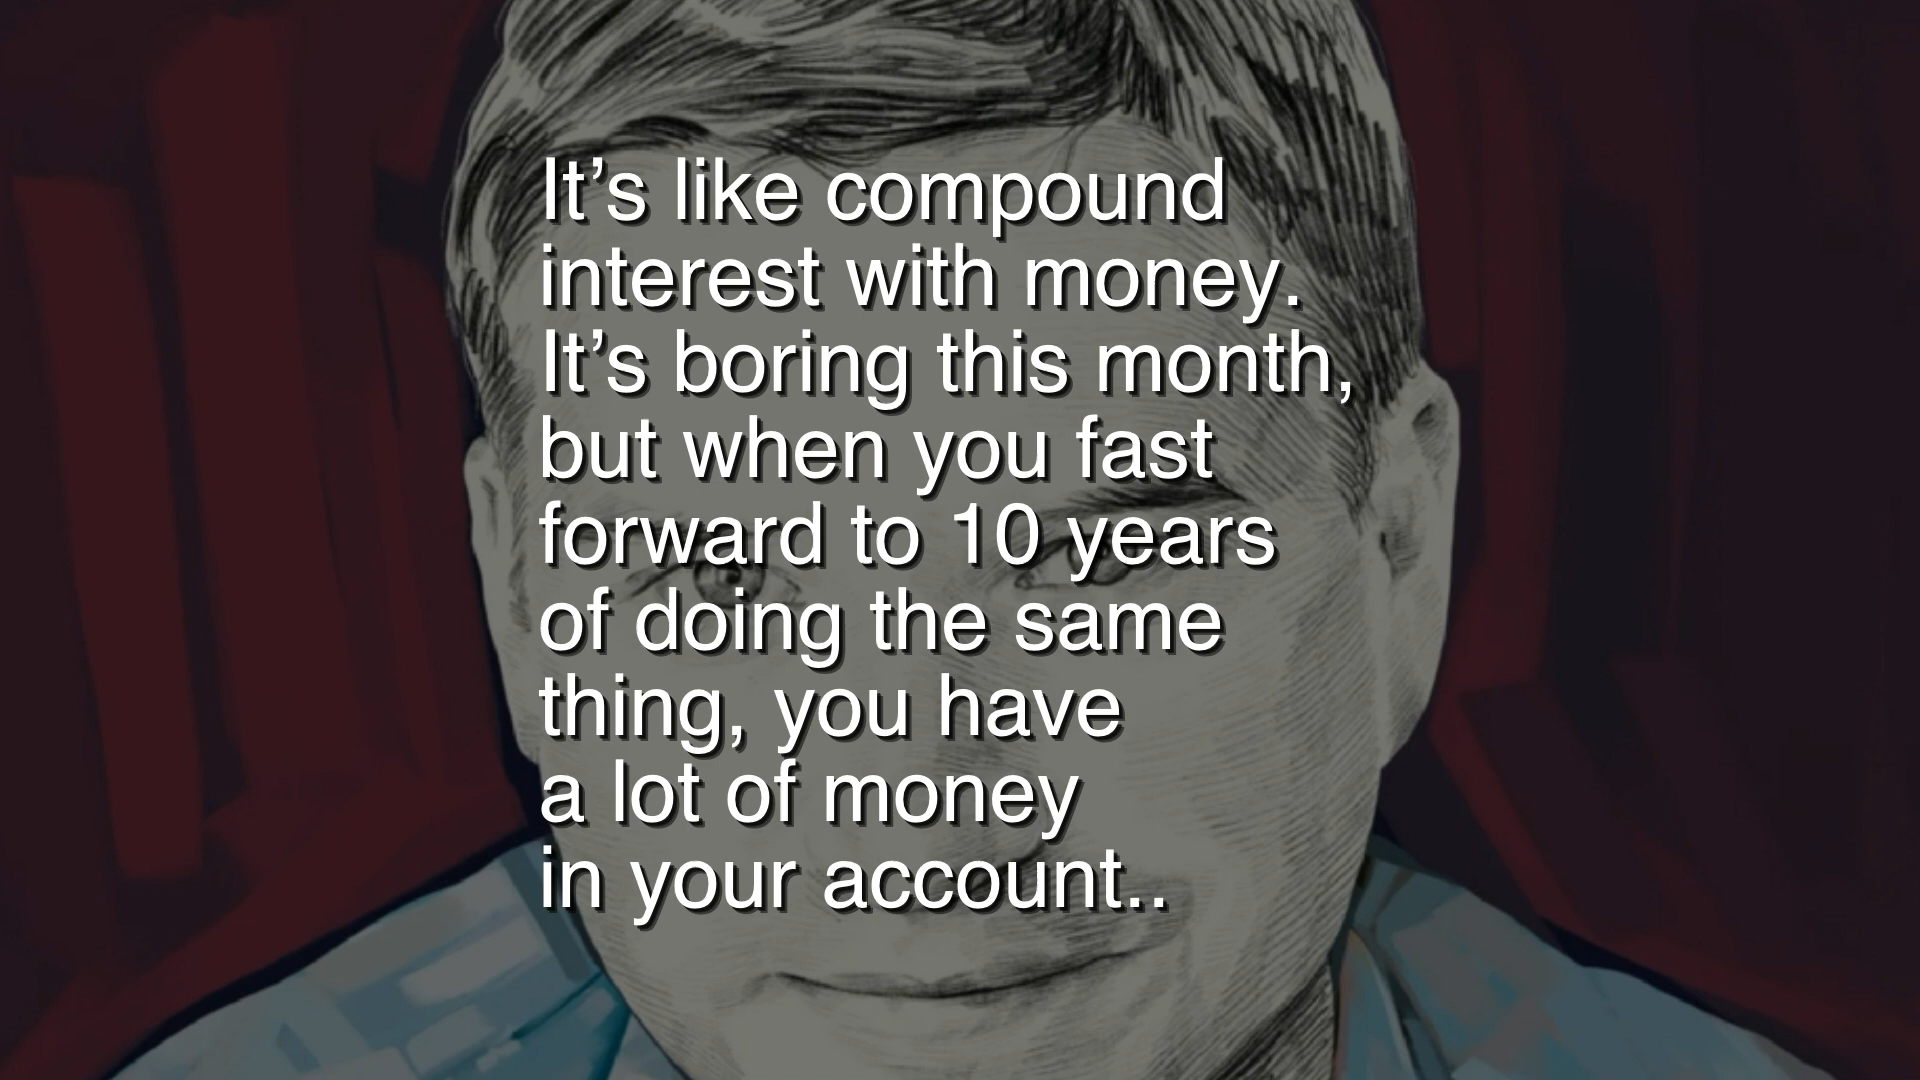 It’s like compound
interest with money.
It’s boring this month,
but when you fast
forward to 10 years
of doing the same
thing, you have
a lot of money
in your account..